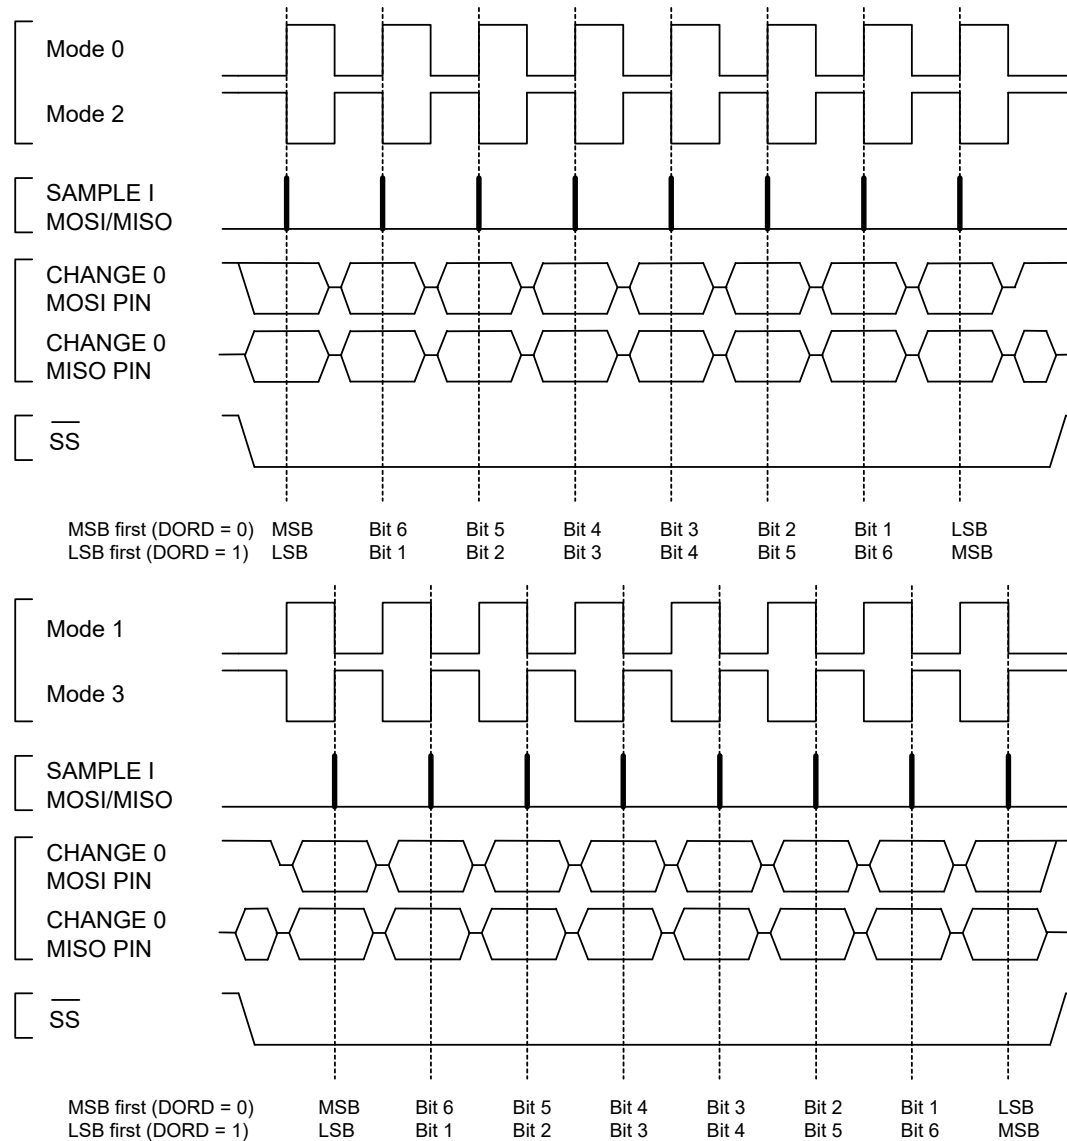 Mode 0
Mode 2
SAMPLE I
MOSI/MISO
CHANGE 0
MOSI PIN
CHANGE 0
MISO PIN
SS
MSB first (DORD = 0) MSB Bit 6 Bit 5 Bit 4 Bit 3 Bit 2 Bit 1 LSB
LSB first (DORD = 1) LSB Bit 1 Bit 2 Bit 3 Bit 4 Bit 5 Bit 6 MSB
Mode 1
Mode 3
SAMPLE I
MOSI/MISO
CHANGE 0
MOSI PIN
CHANGE 0
MISO PIN
SS
MSB first (DORD = 0) MSB Bit 6 Bit 5 Bit 4 Bit 3 Bit 2 Bit 1 LSB
LSB first (DORD = 1) LSB Bit 1 Bit 2 Bit 3 Bit 4 Bit 5 Bit 6 MSB